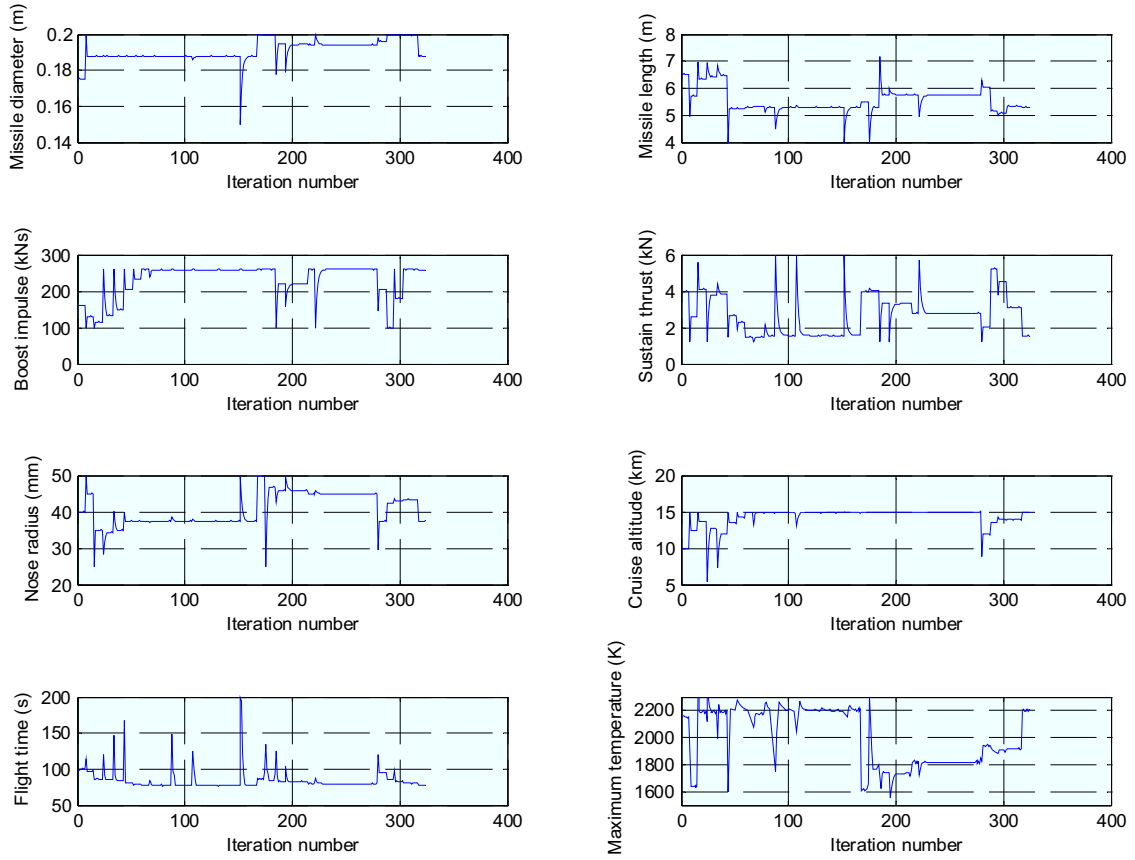 Missile diameter (m)
0.2
0.18
0.16
0.14
0 100 200 300 400
Iteration number
Missile length (m)
8
7
6
5
4
0 100 200 300 400
Iteration number
Boost impulse (kNs)
300
200
100
0
0 100 200 300 400
Iteration number
Sustain thrust (kN)
6
4
2
0
0 100 200 300 400
Iteration number
Nose radius (mm)
50
40
30
20
0 100 200 300 400
Iteration number
Cruise altitude (km)
20
15
10
5
0 100 200 300 400
Iteration number
Flight time (s)
200
150
100
50
0 100 200 300 400
Iteration number
Maximum temperature (K)
2200
2000
1800
1600
0 100 200 300 400
Iteration number